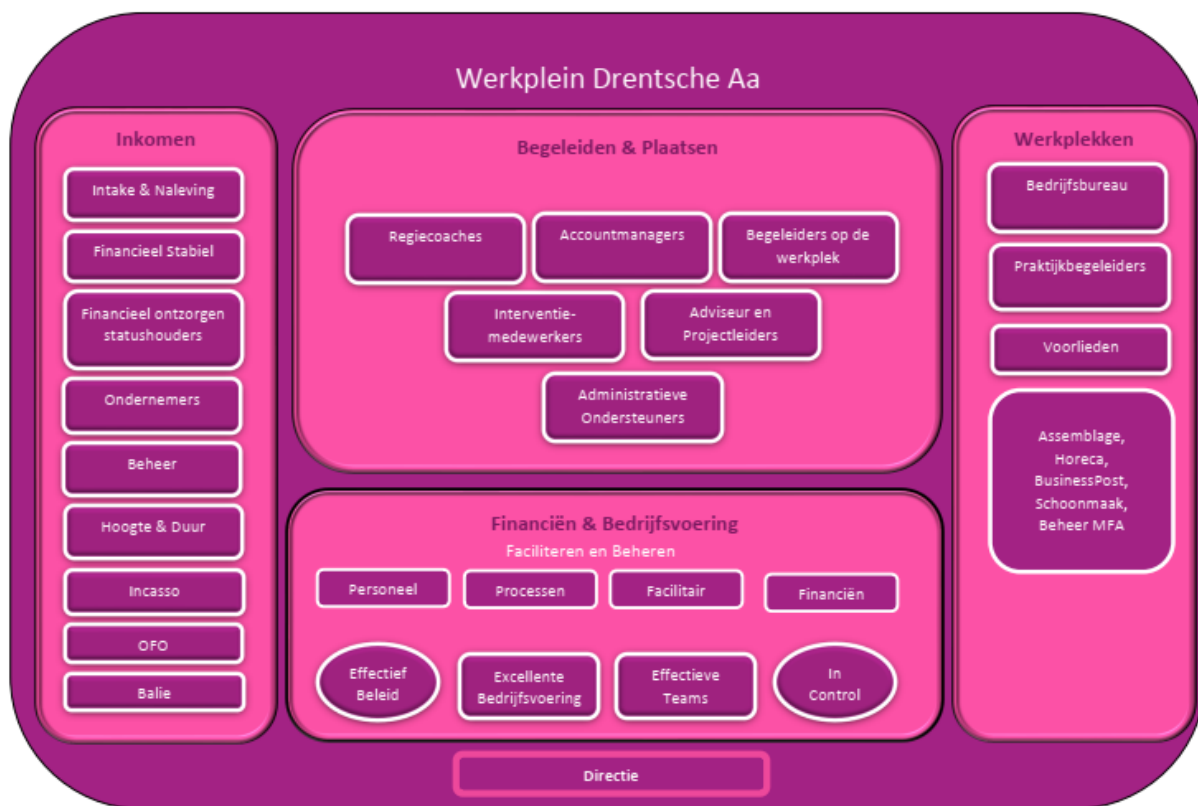 Werkplein Drentsche Aa
Inkomen
Intake & Naleving
Financieel Stabiel
Financieel ontzorgen
statushouders
Ondernemers
Beheer
Hoogte & Duur
Incasso
OFO
Balie
Begeleiden & Plaatsen
Regiecoaches
Accountmanagers
Begeleiders op de
werkplek
Interventie-
medewerkers
Adviseur en
Projectleiders
Administratieve
Ondersteuners
Financiën & Bedrijfsvoering
Faciliteren en Beheren
Personeel
Processen
Facilitair
Financiën
Effectief
Beleid
Excellente
Bedrijfsvoering
Effectieve
Teams
In
Control
Werkplekken
Bedrijfsbureau
Praktijkbegeleiders
Voorlieden
Assemblage,
Horeca,
BusinessPost,
Schoonmaak,
Beheer MFA
Directie